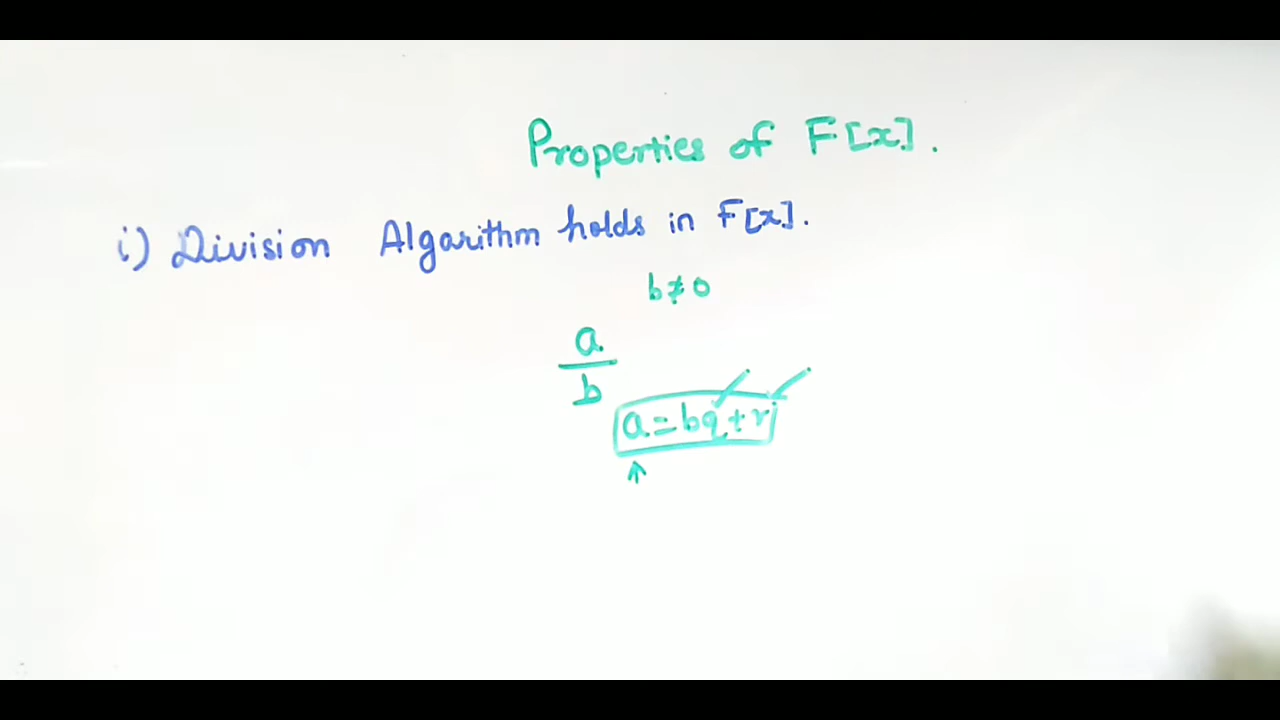 Properties of F[x].
i) Division Algorithm holds in F[x].
b≠0
a
b
a=bq+r
↑